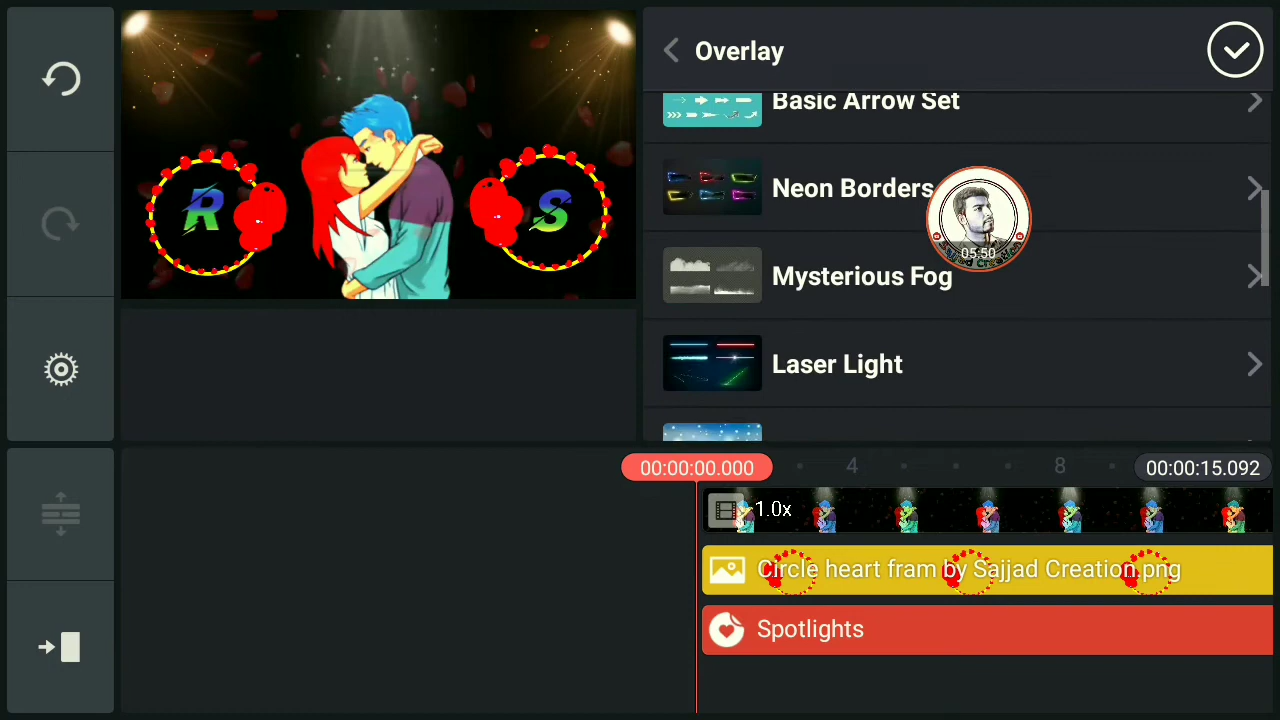 Overlay
Basic Arrow Set
Neon Borders
05:50
Mysterious Fog
Laser Light
R
S
00:00:00.000
4
8
00:00:15.092
1.0x
Circle heart fram by Sajjad Creation.png
Spotlights